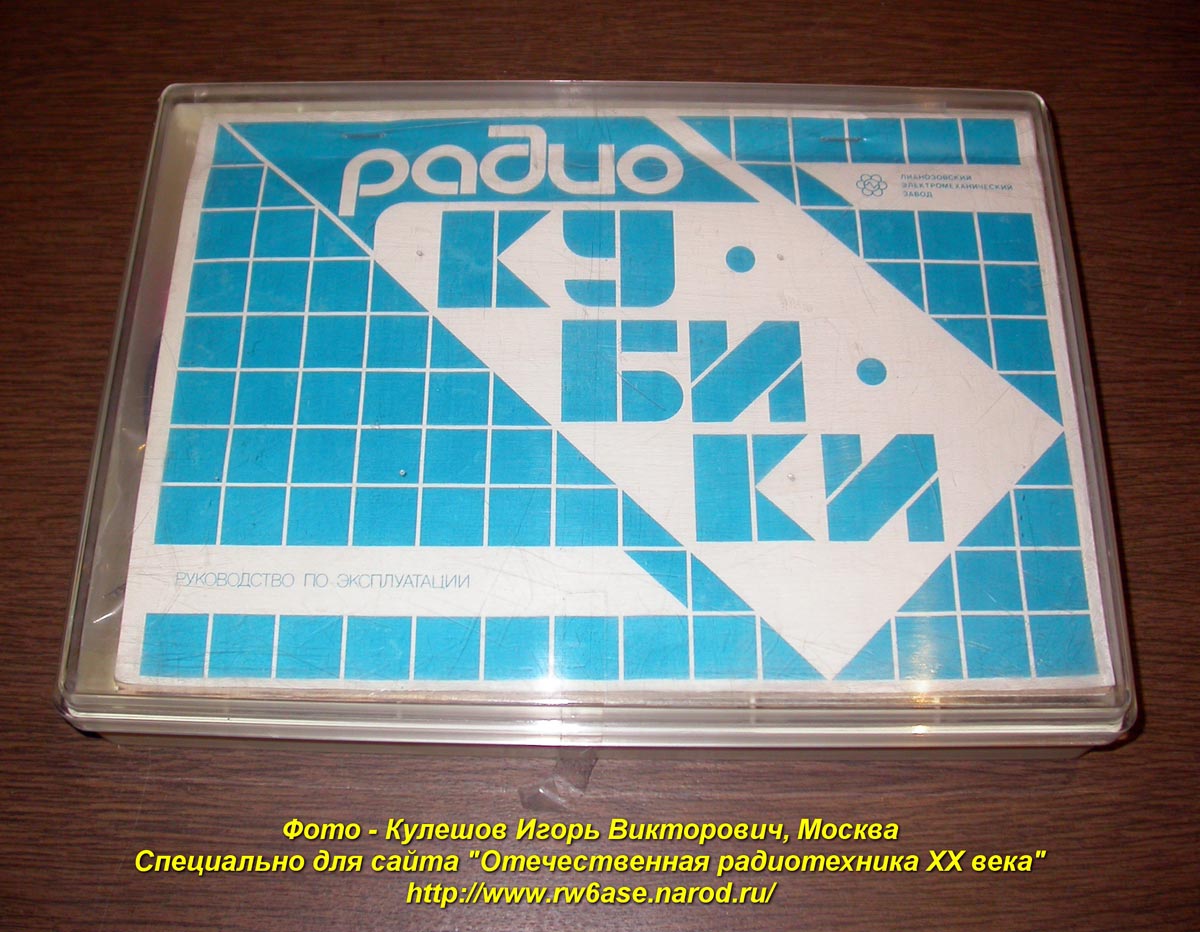 радио
КУ
БИ
КИ
ЛИАНОЗОВСКИЙ
ЭЛЕКТРОМЕХАНИЧЕСКИЙ
ЗАВОД
РУКОВОДСТВО ПО ЭКСПЛУАТАЦИИ
Фото - Кулешов Игорь Викторович, Москва
Специально для сайта "Отечественная радиотехника XX века"
http://www.rw6ase.narod.ru/